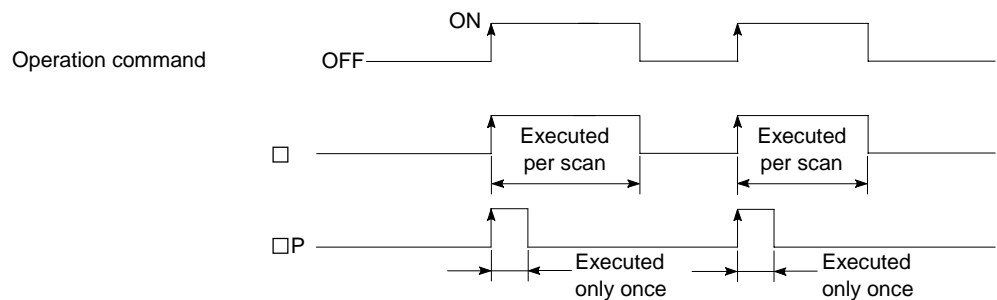 ON
Operation command OFF
Executed per scan Executed per scan
□
□P
Executed only once Executed only once